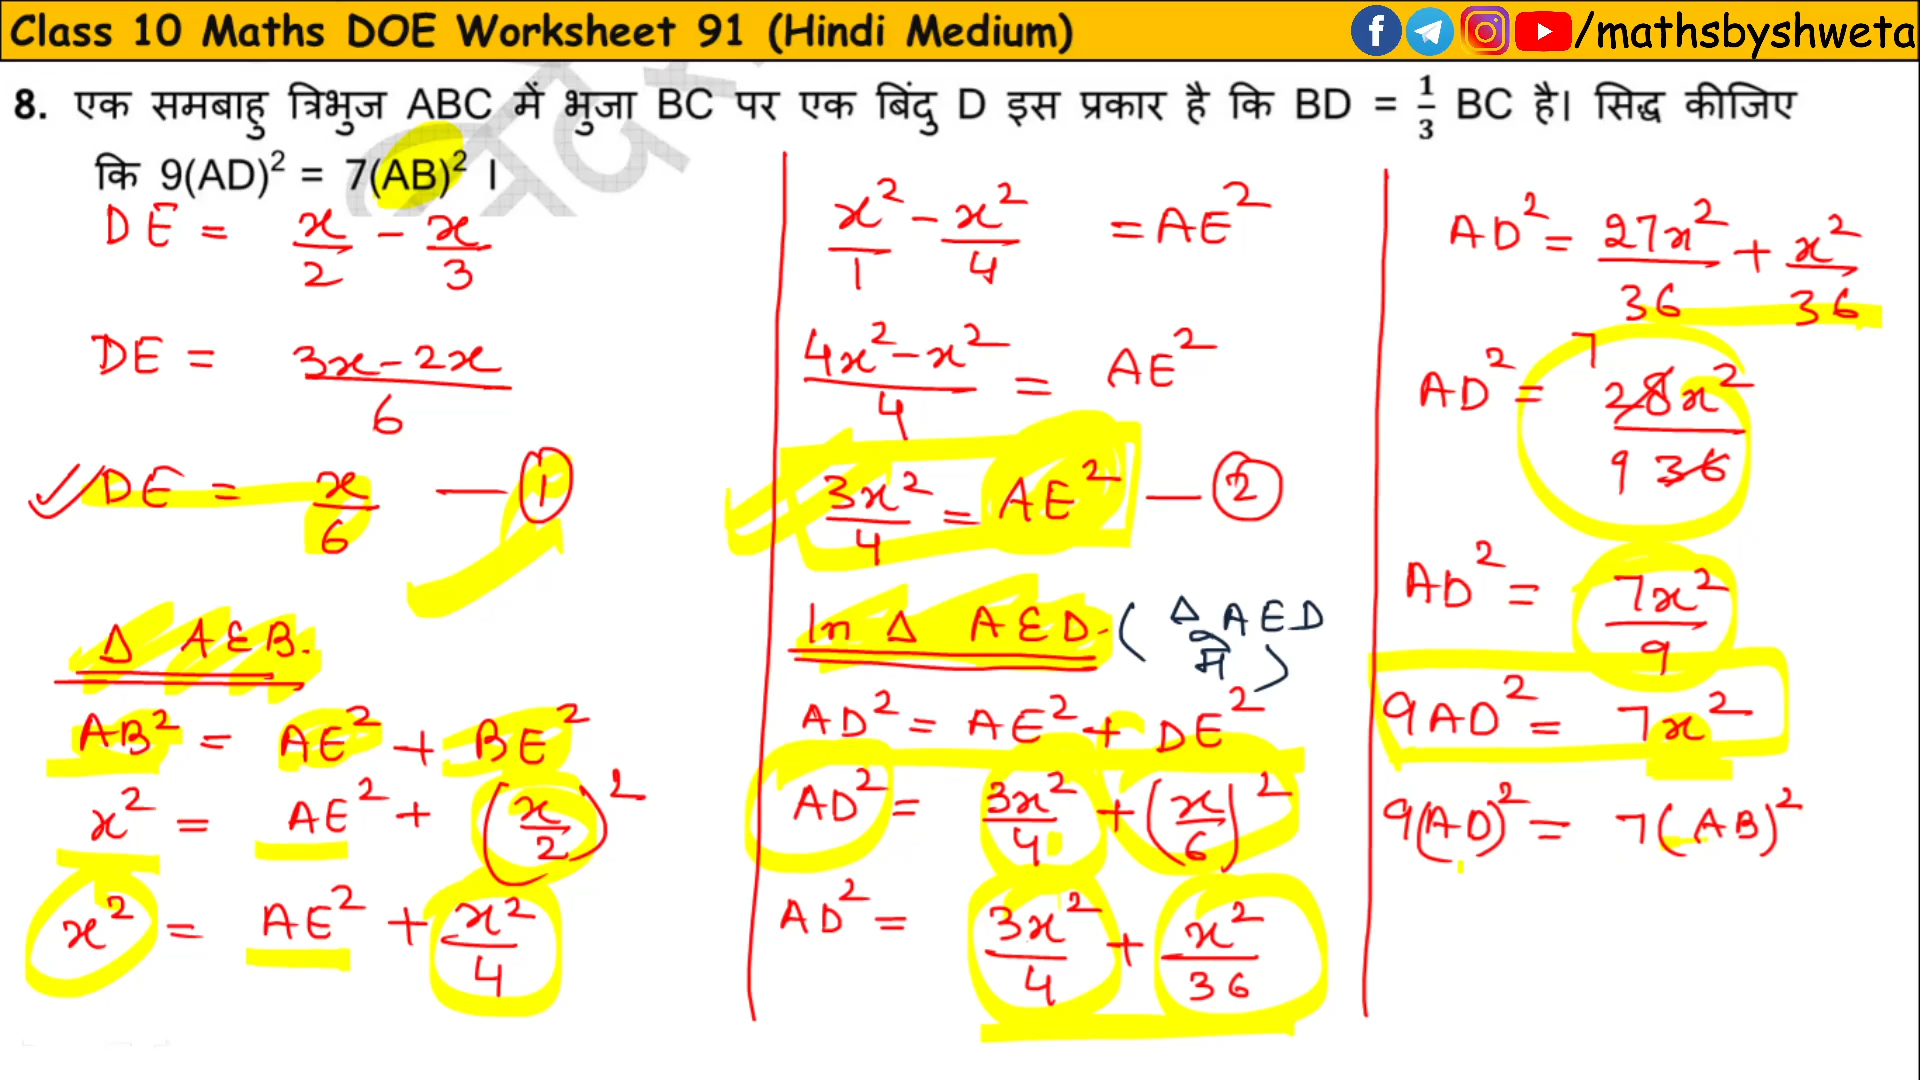 Class 10 Maths DOE Worksheet 91 (Hindi Medium)
/mathsbyshweta
8. एक समबाहु त्रिभुज ABC में भुजा BC पर एक बिंदु D इस प्रकार है कि BD = 1/3 BC है। सिद्ध कीजिए
कि 9(AD)² = 7(AB)² ।
DE = x/2 - x/3
DE = (3x-2x)/6
✓DE = x/6 — ①
Δ AEB.
AB² = AE² + BE²
x² = AE² + (x/2)²
x² = AE² + x²/4
x²/1 - x²/4 = AE²
(4x²-x²)/4 = AE²
3x²/4 = AE² — ②
In Δ AED. (Δ AED में)
AD² = AE² + DE²
AD² = 3x²/4 + (x/6)²
AD² = 3x²/4 + x²/36
AD² = 27x²/36 + x²/36
7
AD² = 28x²/9 36
AD² = 7x²/9
9AD² = 7x²
9(AD)² = 7(AB)²